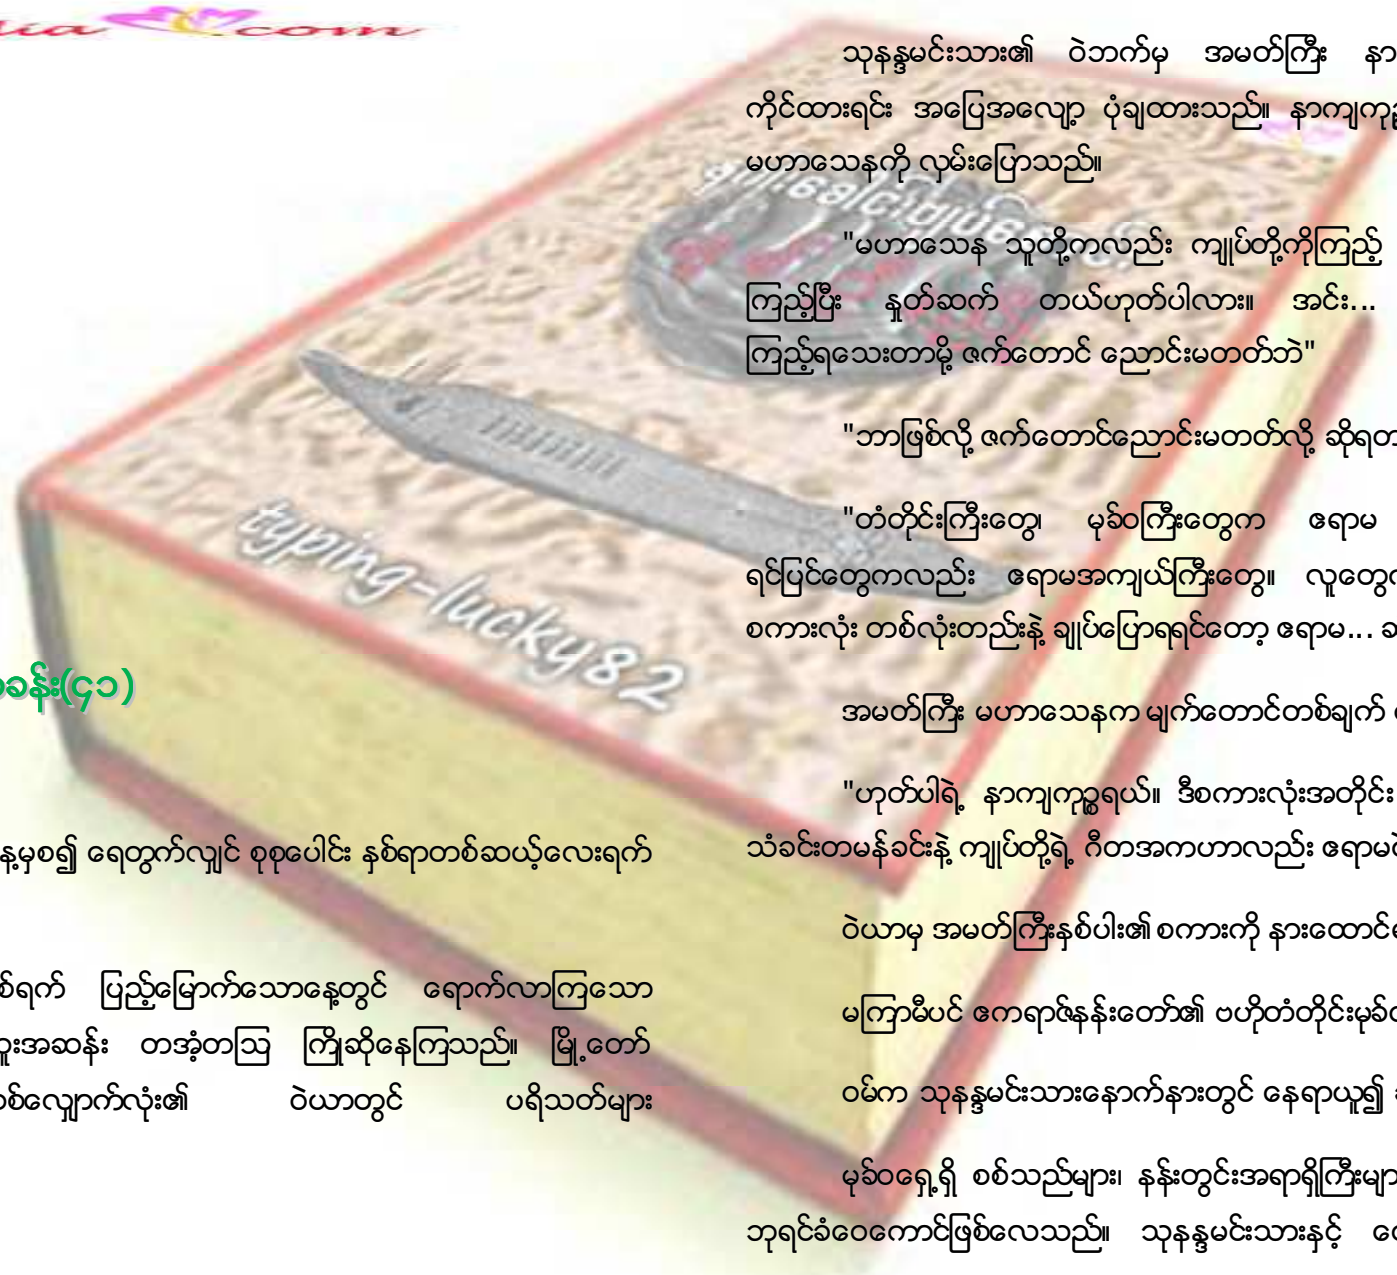 com
ခန်း(၄၁)
နေ့မှစ၍ ရေတွက်လျှင် စုစုပေါင်း နှစ်ရာတစ်ဆယ့်လေးရက်
စ်ရက် ပြည့်မြောက်သောနေ့တွင် ရောက်လာကြသော
ူးအဆန်း တအံ့တသြ ကြိုဆိုနေကြသည်။ မြို့တော်
စ်လျှောက်လုံး၏ ဝဲယာတွင် ပရိသတ်များ
သုနန္ဒမင်းသား၏ ဝဲဘက်မှ အမတ်ကြီး နာ
ကိုင်ထားရင်း အပြေအလျော့ ပုံချထားသည်။ နာကျကုဉ္
မဟာသေနကို လှမ်းပြောသည်။
"မဟာသေန သူတို့ကလည်း ကျုပ်တို့ကိုကြည့်
ကြည့်ပြီး နှုတ်ဆက် တယ်ဟုတ်ပါလား။ အင်း...
ကြည့်ရသေးတာမို့ ဇက်တောင် ညောင်းမတတ်ဘဲ"
"ဘာဖြစ်လို့ ဇက်တောင်ညောင်းမတတ်လို့ ဆိုရတ
"တံတိုင်းကြီးတွေ၊ မုခ်ဝကြီးတွေက ဧရာမ
ရင်ပြင်တွေကလည်း ဧရာမအကျယ်ကြီးတွေ။ လူတွေက
စကားလုံး တစ်လုံးတည်းနဲ့ ချုပ်ပြောရရင်တော့ ဧရာမ...
အမတ်ကြီး မဟာသေနက မျက်တောင်တစ်ချက်
"ဟုတ်ပါရဲ့ နာကျကုဉ္စရယ်။ ဒီစကားလုံးအတိုင်း
သံခင်းတမန်ခင်းနဲ့ ကျုပ်တို့ရဲ့ ဂီတအကဟာလည်း ဧရာမ
ဝဲယာမှ အမတ်ကြီးနှစ်ပါး၏စကားကို နားထောင်
မကြာမီပင် ဧကရာဇ်နန်းတော်၏ ဗဟိုတံတိုင်းမုခ်
ဝမ်က သုနန္ဒမင်းသားနောက်နားတွင် နေရာယူ၍
မုခ်ဝရှေ့ရှိ စစ်သည်များ၊ နန်းတွင်းအရာရှိကြီးများ
ဘုရင်ခံဝေကောင်ဖြစ်လေသည်။ သုနန္ဒမင်းသားနှင့်
typing-lucky82